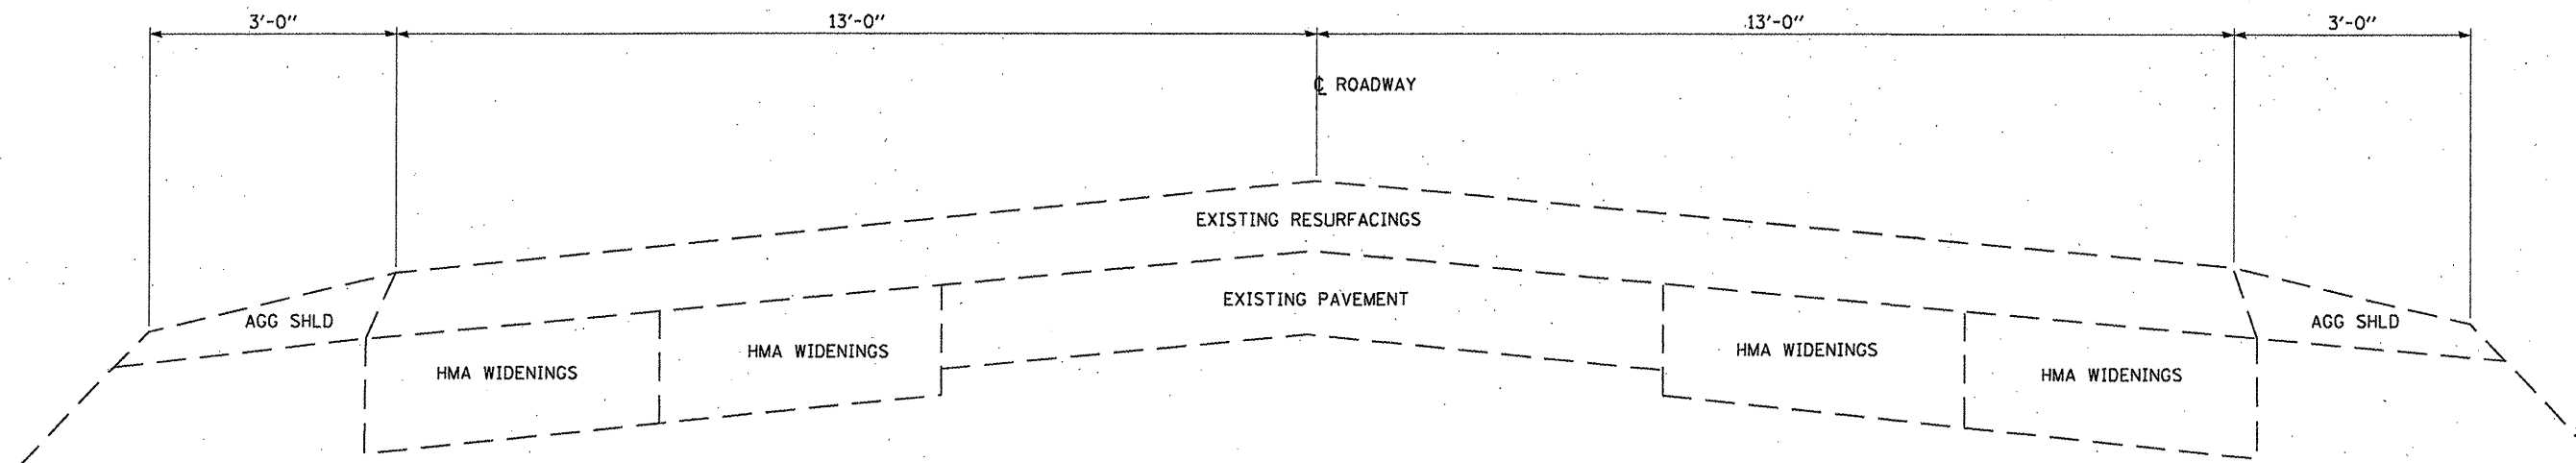 3'-0" 13'-0" 13'-0" 3'-0"
℄ ROADWAY
EXISTING RESURFACINGS
EXISTING PAVEMENT
AGG SHLD AGG SHLD
HMA WIDENINGS HMA WIDENINGS
HMA WIDENINGS HMA WIDENINGS